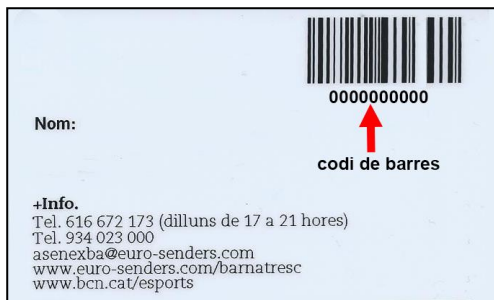 0000000000
Nom:
codi de barres
+Info.
Tel. 616 672 173 (dilluns de 17 a 21 hores)
Tel. 934 023 000
asenexba@euro-senders.com
www.euro-senders.com/barnatresc
www.bcn.cat/esports